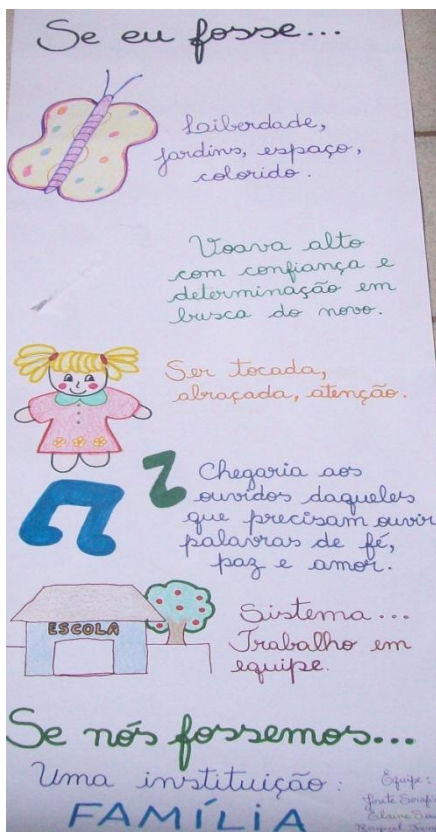 Se eu fosse...
Liberdade,
jardins, espaço,
colorido.
Voava alto
com confiança e
determinação em
busca do novo.
Ser tocada,
abraçada, atenção.
Chegaria aos
ouvidos daqueles
que precisam ouvir
palavras de fé,
paz e amor.
ESCOLA
Sistema...
Trabalho em
equipe.
Se nós fossemos...
Uma instituição:
FAMÍLIA
Equipe:
Elaine